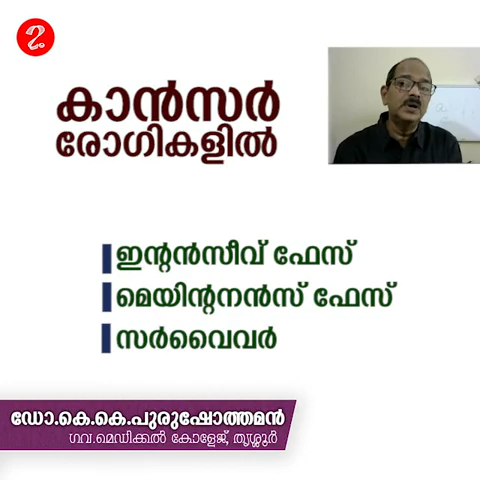 കാൻസർ
രോഗികളിൽ
ഇന്റൻസീവ് ഫേസ്
മെയിന്റനൻസ് ഫേസ്
സർവൈവർ
ഡോ.കെ.കെ.പുരുഷോത്തമൻ
ഗവ.മെഡിക്കൽ കോളേജ്, തൃശ്ശൂർ